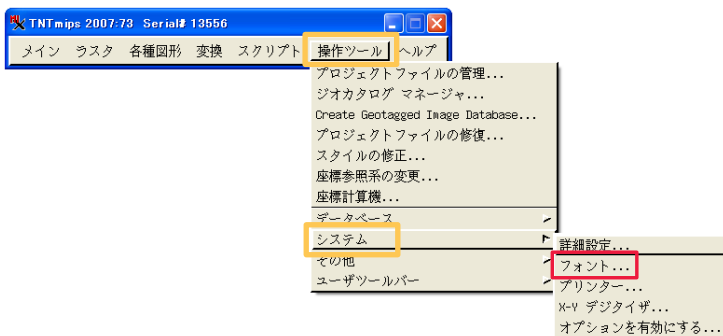 TNTmips 2007:73 Serial# 13556
メイン ラスタ 各種図形 変換 スクリプト 操作ツール ヘルプ
プロジェクトファイルの管理...
ジオカタログ マネージャ...
Create Geotagged Image Database...
プロジェクトファイルの修復...
スタイルの修正...
座標参照系の変更...
座標計算機...
データベース
システム
その他
ユーザツールバー
詳細設定...
フォント...
プリンター...
X-Y デジタイザ...
オプションを有効にする...